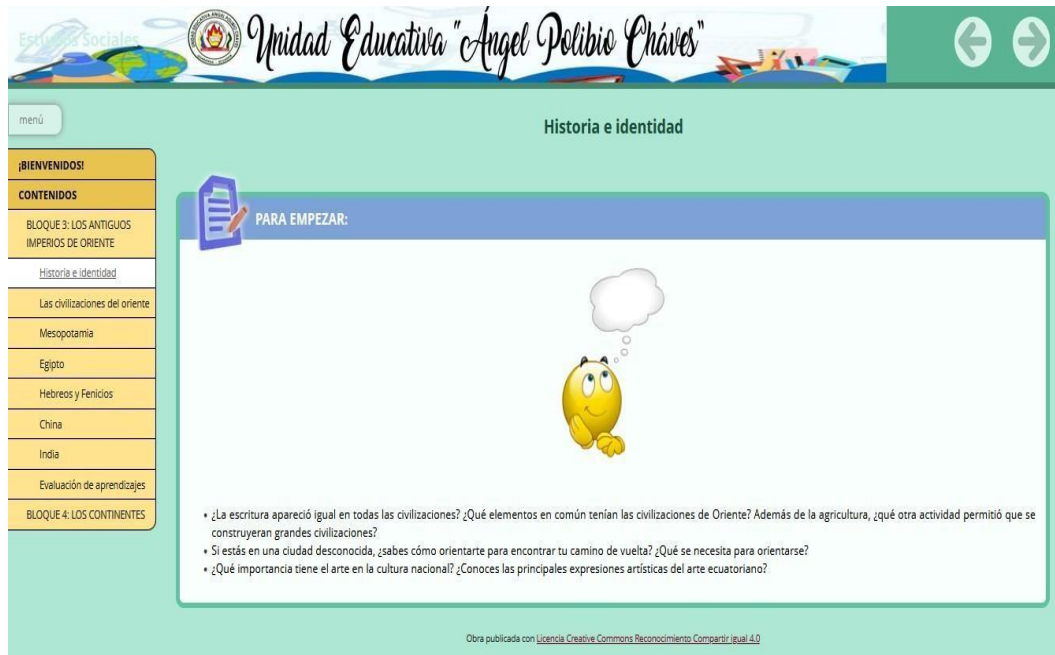 Estudios Sociales
Unidad Educativa "Ángel Polibio Cháves"
menú
Historia e identidad
¡BIENVENIDOS!
CONTENIDOS
BLOQUE 3: LOS ANTIGUOS
IMPERIOS DE ORIENTE
Historia e identidad
Las civilizaciones del oriente
Mesopotamia
Egipto
Hebreos y Fenicios
China
India
Evaluación de aprendizajes
BLOQUE 4: LOS CONTINENTES
PARA EMPEZAR:
• ¿La escritura apareció igual en todas las civilizaciones? ¿Qué elementos en común tenían las civilizaciones de Oriente? Además de la agricultura, ¿qué otra actividad permitió que se
construyeran grandes civilizaciones?
• Si estás en una ciudad desconocida, ¿sabes cómo orientarte para encontrar tu camino de vuelta? ¿Qué se necesita para orientarse?
• ¿Qué importancia tiene el arte en la cultura nacional? ¿Conoces las principales expresiones artísticas del arte ecuatoriano?
Obra publicada con Licencia Creative Commons Reconocimiento Compartir igual 4.0